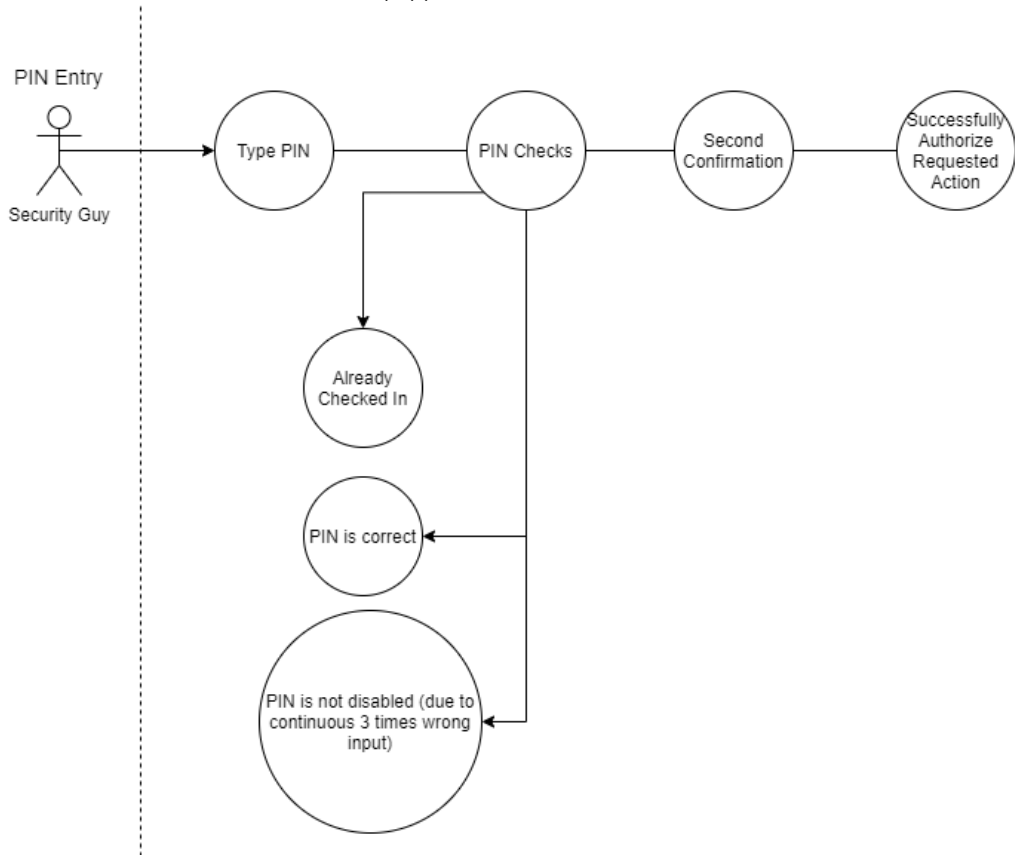 PIN Entry
Security Guy
Type PIN
PIN Checks
Second
Confirmation
Successfully
Authorize
Requested
Action
Already
Checked In
PIN is correct
PIN is not disabled (due to
continuous 3 times wrong
input)